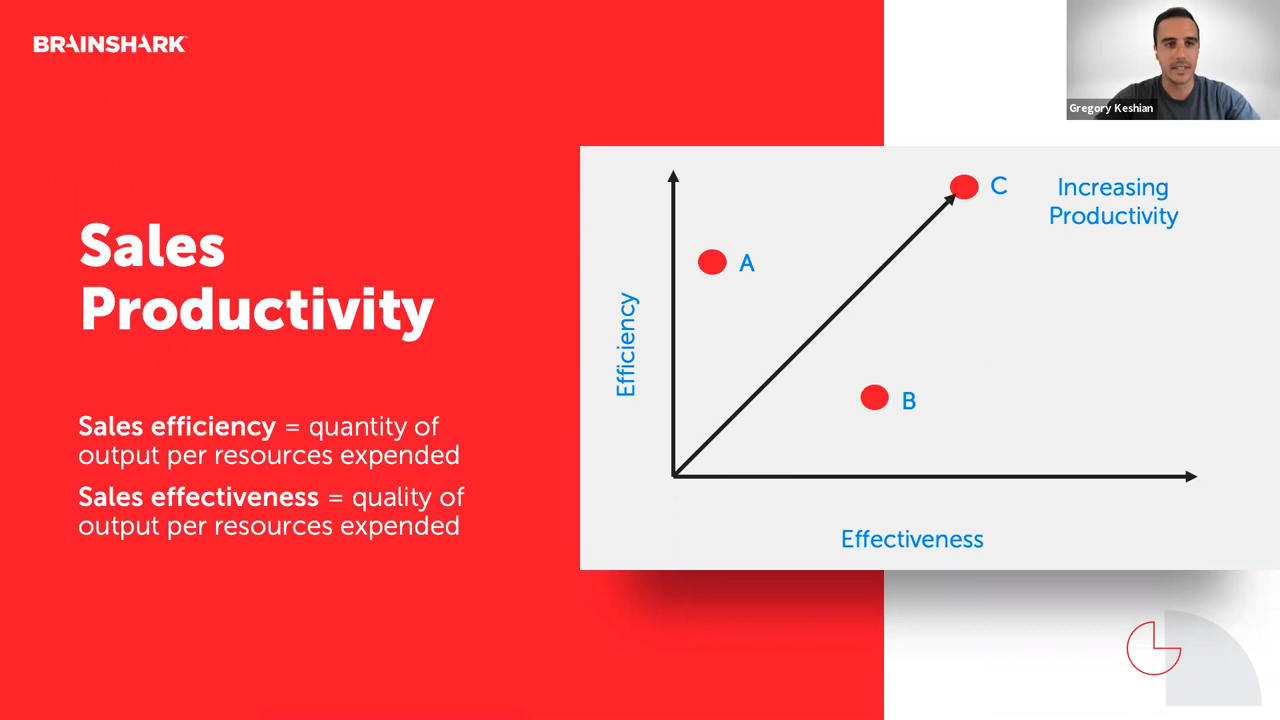 BRAINSHARK
Gregory Keshian
Sales
Productivity
Sales efficiency = quantity of
output per resources expended
Sales effectiveness = quality of
output per resources expended
C
Increasing
Productivity
A
Efficiency
B
Effectiveness